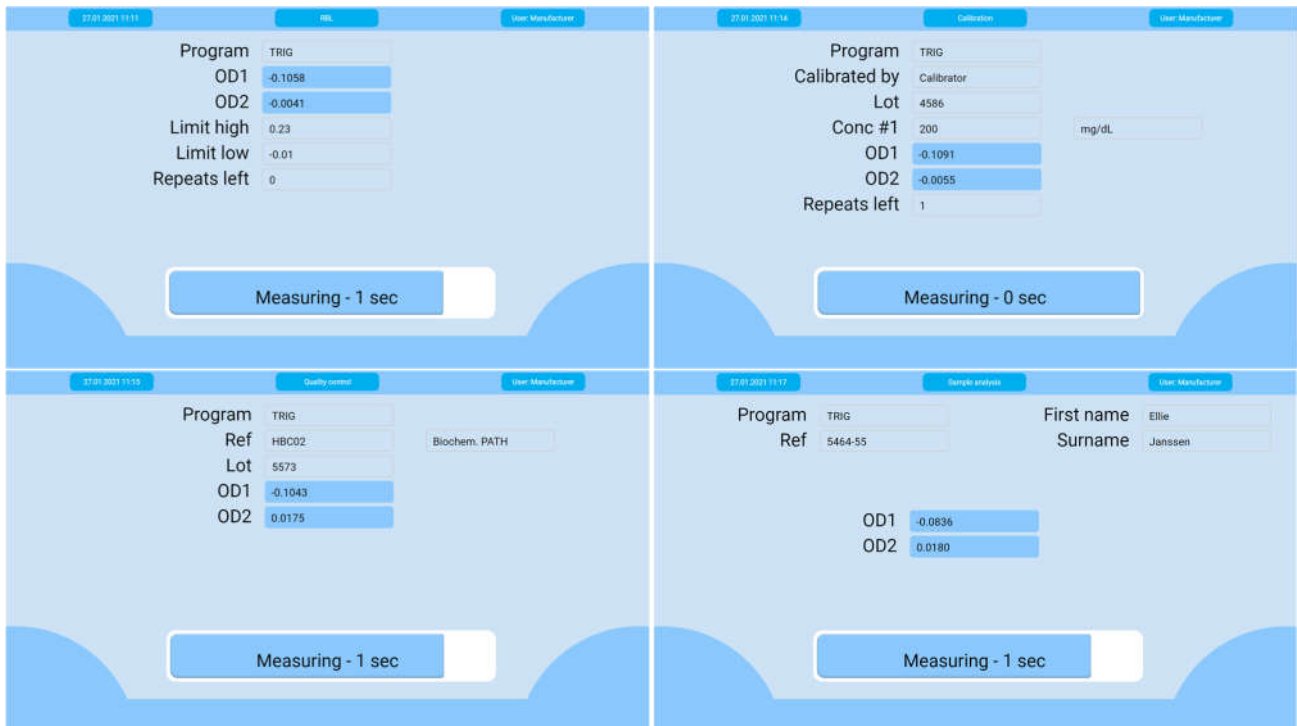 27.01.2021 11:11 RBL User: Manufacturer
Program TRIG
OD1 -0.1058
OD2 -0.0041
Limit high 0.23
Limit low -0.01
Repeats left 0
Measuring - 1 sec
27.01.2021 11:14 Calibration User: Manufacturer
Program TRIG
Calibrated by Calibrator
Lot 4586
Conc #1 200 mg/dL
OD1 -0.1091
OD2 -0.0055
Repeats left 1
Measuring - 0 sec
27.01.2021 11:15 Quality control User: Manufacturer
Program TRIG
Ref HBC02 Biochem. PATH
Lot 5573
OD1 -0.1043
OD2 0.0175
Measuring - 1 sec
27.01.2021 11:17 Sample analysis User: Manufacturer
Program TRIG First name Ellie
Ref 5464-55 Surname Janssen
OD1 -0.0836
OD2 0.0180
Measuring - 1 sec